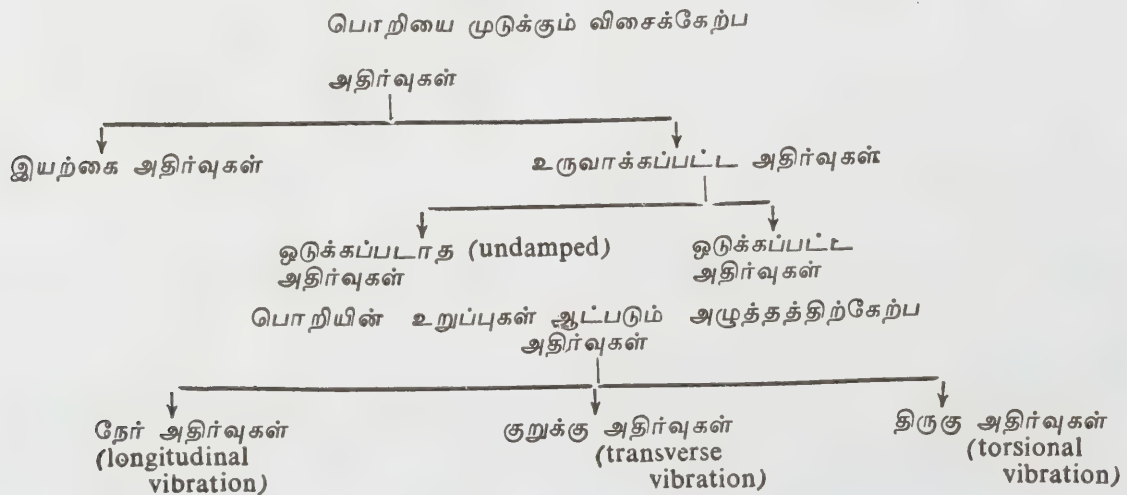 பொறியை முடுக்கும் விசைக்கேற்ப
அதிர்வுகள்
இயற்கை அதிர்வுகள் உருவாக்கப்பட்ட அதிர்வுகள்
ஒடுக்கப்படாத (undamped) ஒடுக்கப்பட்ட
அதிர்வுகள் அதிர்வுகள்
பொறியின் உறுப்புகள் ஆட்படும் அழுத்தத்திற்கேற்ப
அதிர்வுகள்
நேர் அதிர்வுகள் குறுக்கு அதிர்வுகள் திருகு அதிர்வுகள்
(longitudinal (transverse (torsional
vibration) vibration) vibration)